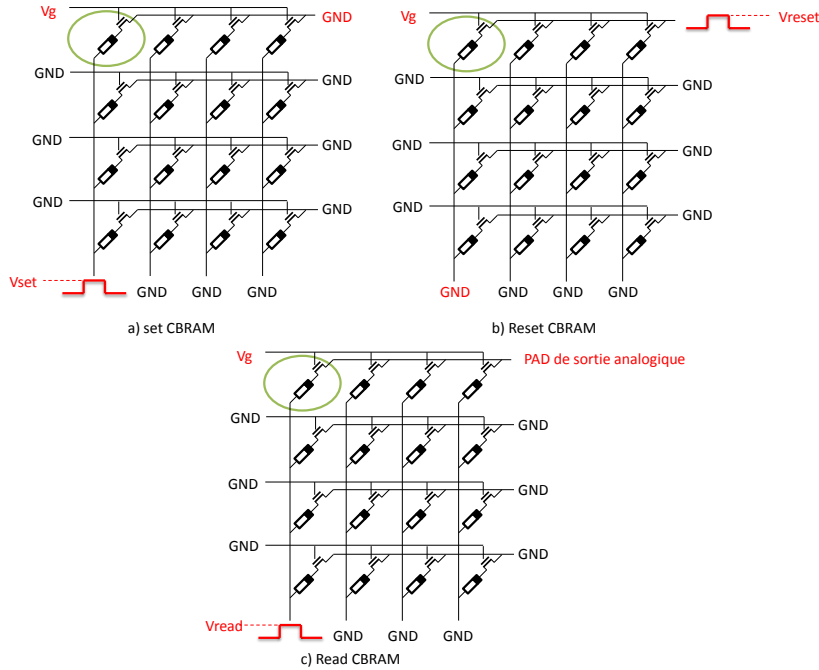 Vg
GND
GND
GND
GND
GND
GND
GND
Vset
GND GND GND
a) set CBRAM
Vg
Vreset
GND
GND
GND
GND
GND
GND
GND GND GND GND
b) Reset CBRAM
Vg
PAD de sortie analogique
GND
GND
GND
GND
GND
GND
Vread
GND GND GND
c) Read CBRAM